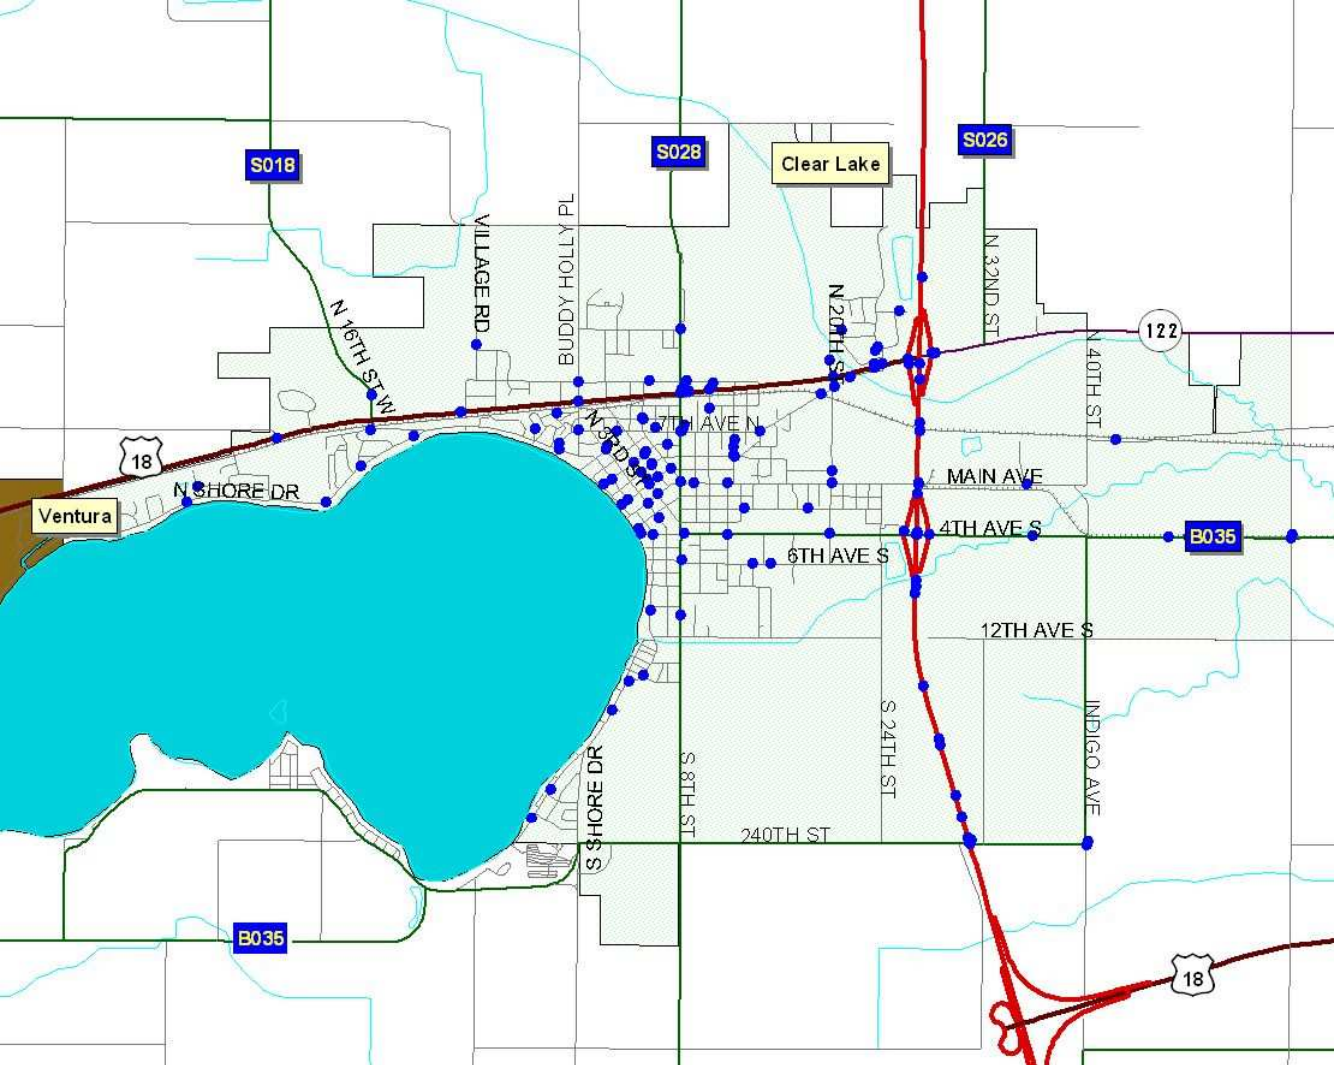 S018
S028
S026
Clear Lake
VILLAGE RD
BUDDY HOLLY PL
N 32ND ST
N 20TH ST
N 16TH ST W
122
N 40TH ST
7TH AVE N
N 3RD ST
18
MAIN AVE
N SHORE DR
Ventura
4TH AVE S
B035
6TH AVE S
12TH AVE S
S 24TH ST
INDIGO AVE
S SHORE DR
S 8TH ST
240TH ST
B035
18